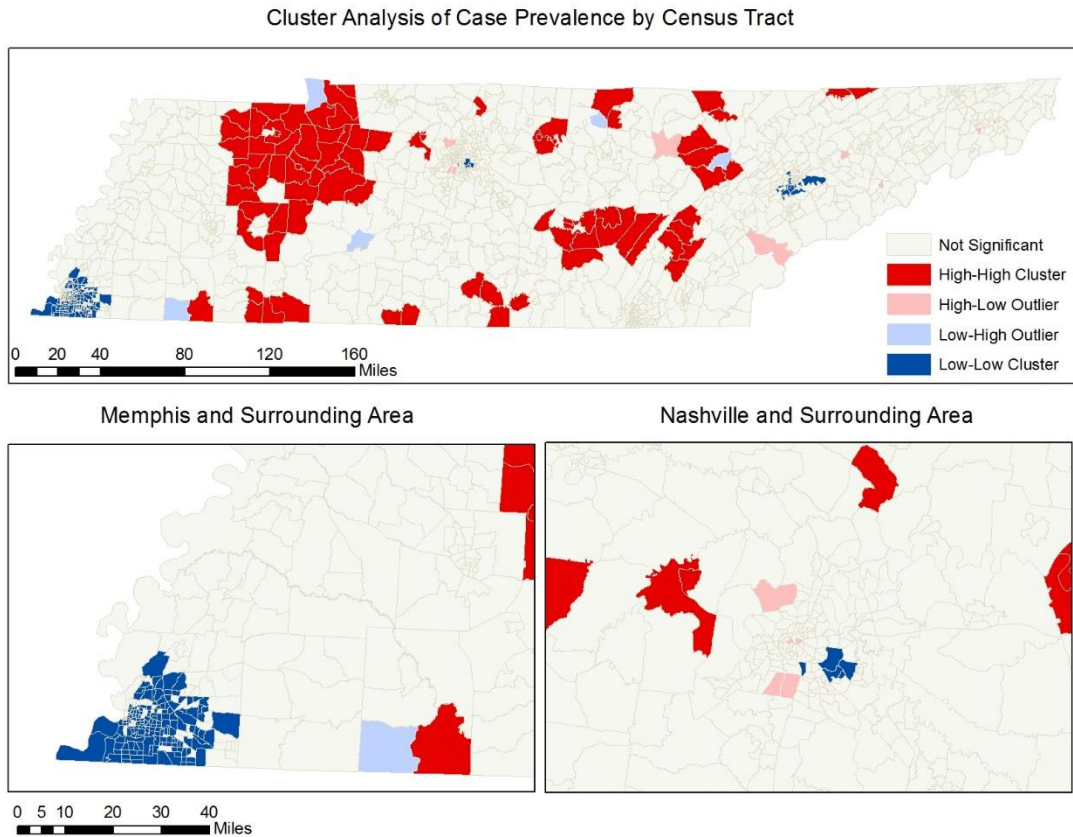 Cluster Analysis of Case Prevalence by Census Tract
Not Significant
High-High Cluster
High-Low Outlier
Low-High Outlier
Low-Low Cluster
0 20 40 80 120 160
Miles
Memphis and Surrounding Area
Nashville and Surrounding Area
0 5 10 20 30 40
Miles